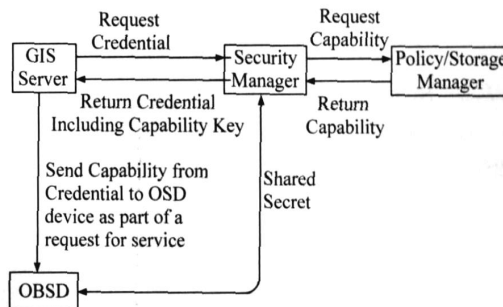 Request
Credential
Request
Capability
GIS
Server
Security
Manager
Policy/Storage
Manager
Return Credential
Including Capability Key
Return
Capability
Send Capability from
Credential to OSD
device as part of a
request for service
Shared
Secret
OBSD